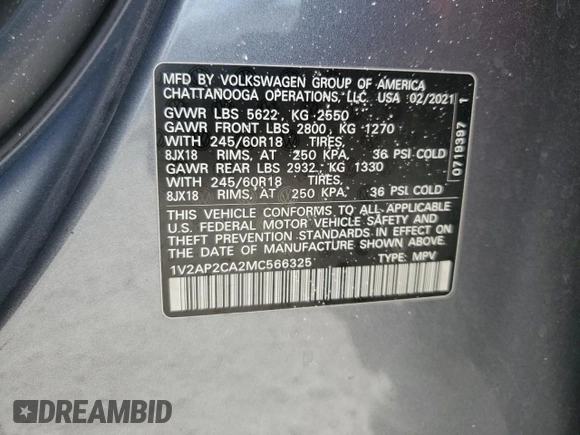 MFD BY VOLKSWAGEN GROUP OF AMERICA
CHATTANOOGA OPERATIONS, LLC USA 02/2021
GVWR LBS 5622, KG 2550
GAWR FRONT LBS 2800, KG 1270
WITH 245/60R18 TIRES,
8JX18 RIMS, AT 250 KPA, 36 PSI COLD
GAWR REAR LBS 2932, KG 1330
WITH 245/60R18 TIRES,
8JX18 RIMS, AT 250 KPA, 36 PSI COLD
THIS VEHICLE CONFORMS TO ALL APPLICABLE
U.S. FEDERAL MOTOR VEHICLE SAFETY AND
THEFT PREVENTION STANDARDS IN EFFECT ON
THE DATE OF MANUFACTURE SHOWN ABOVE.
1V2AP2CA2MC566325 TYPE: MPV
0719397 1
DREAMBID